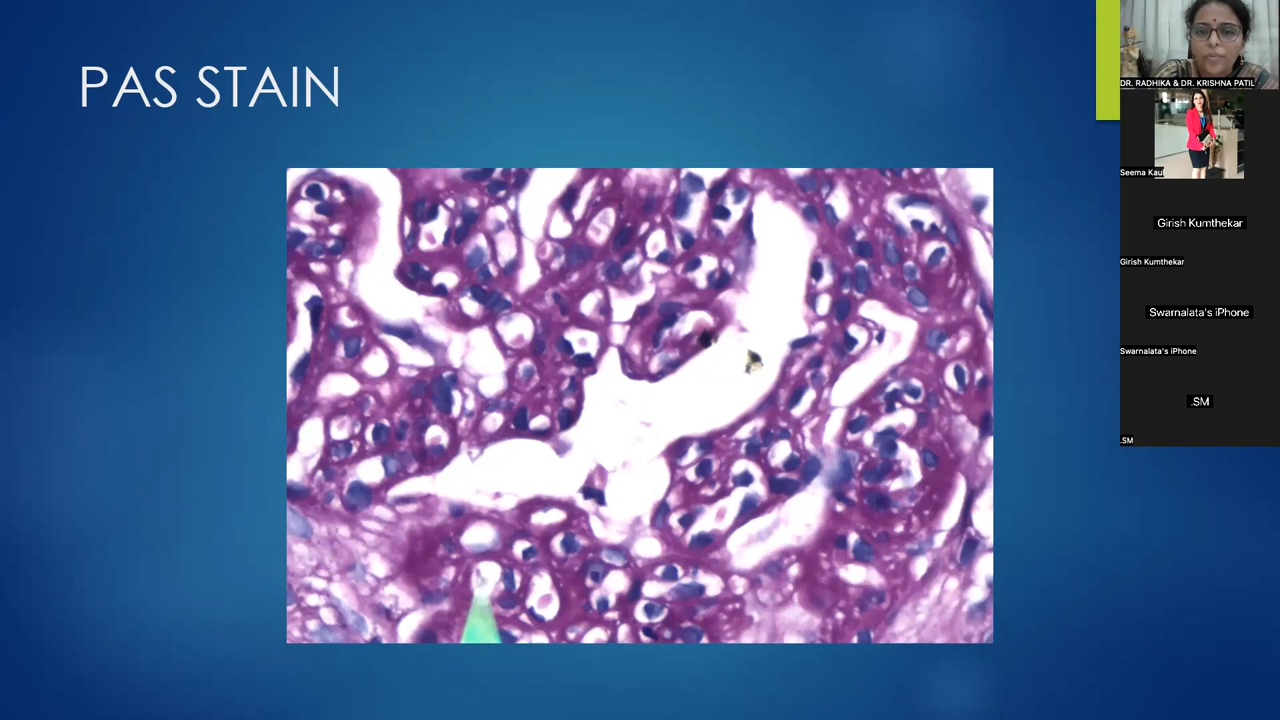 PAS STAIN
DR. RADHIKA & DR. KRISHNA PATIL
Seema Kaul
Girish Kumthekar
Girish Kumthekar
Swarnalata's iPhone
Swarnalata's iPhone
.SM
.SM